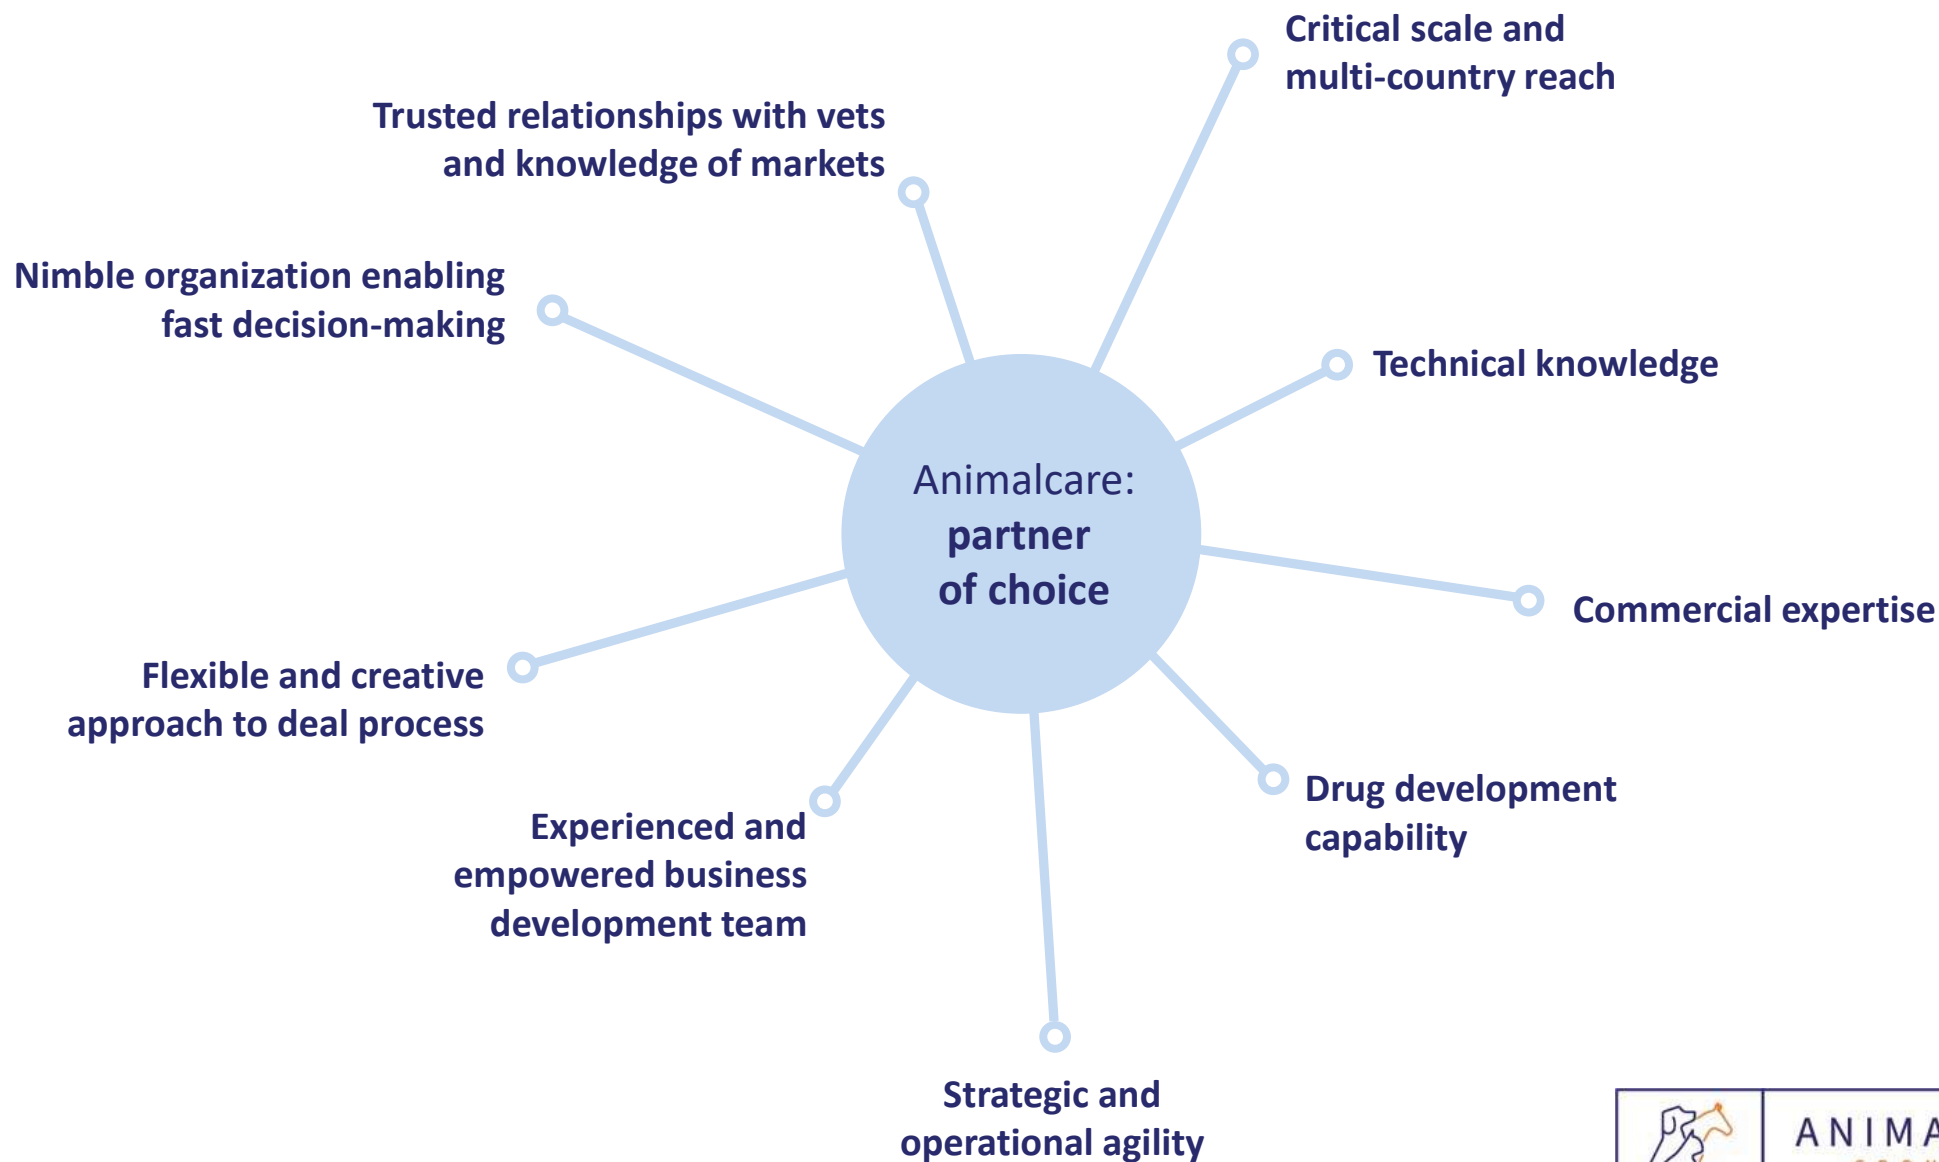 Critical scale and
multi-country reach
Trusted relationships with vets
and knowledge of markets
Nimble organization enabling
fast decision-making
Technical knowledge
Animalcare:
partner
of choice
Commercial expertise
Flexible and creative
approach to deal process
Drug development
capability
Experienced and
empowered business
development team
Strategic and
operational agility
ANIMA